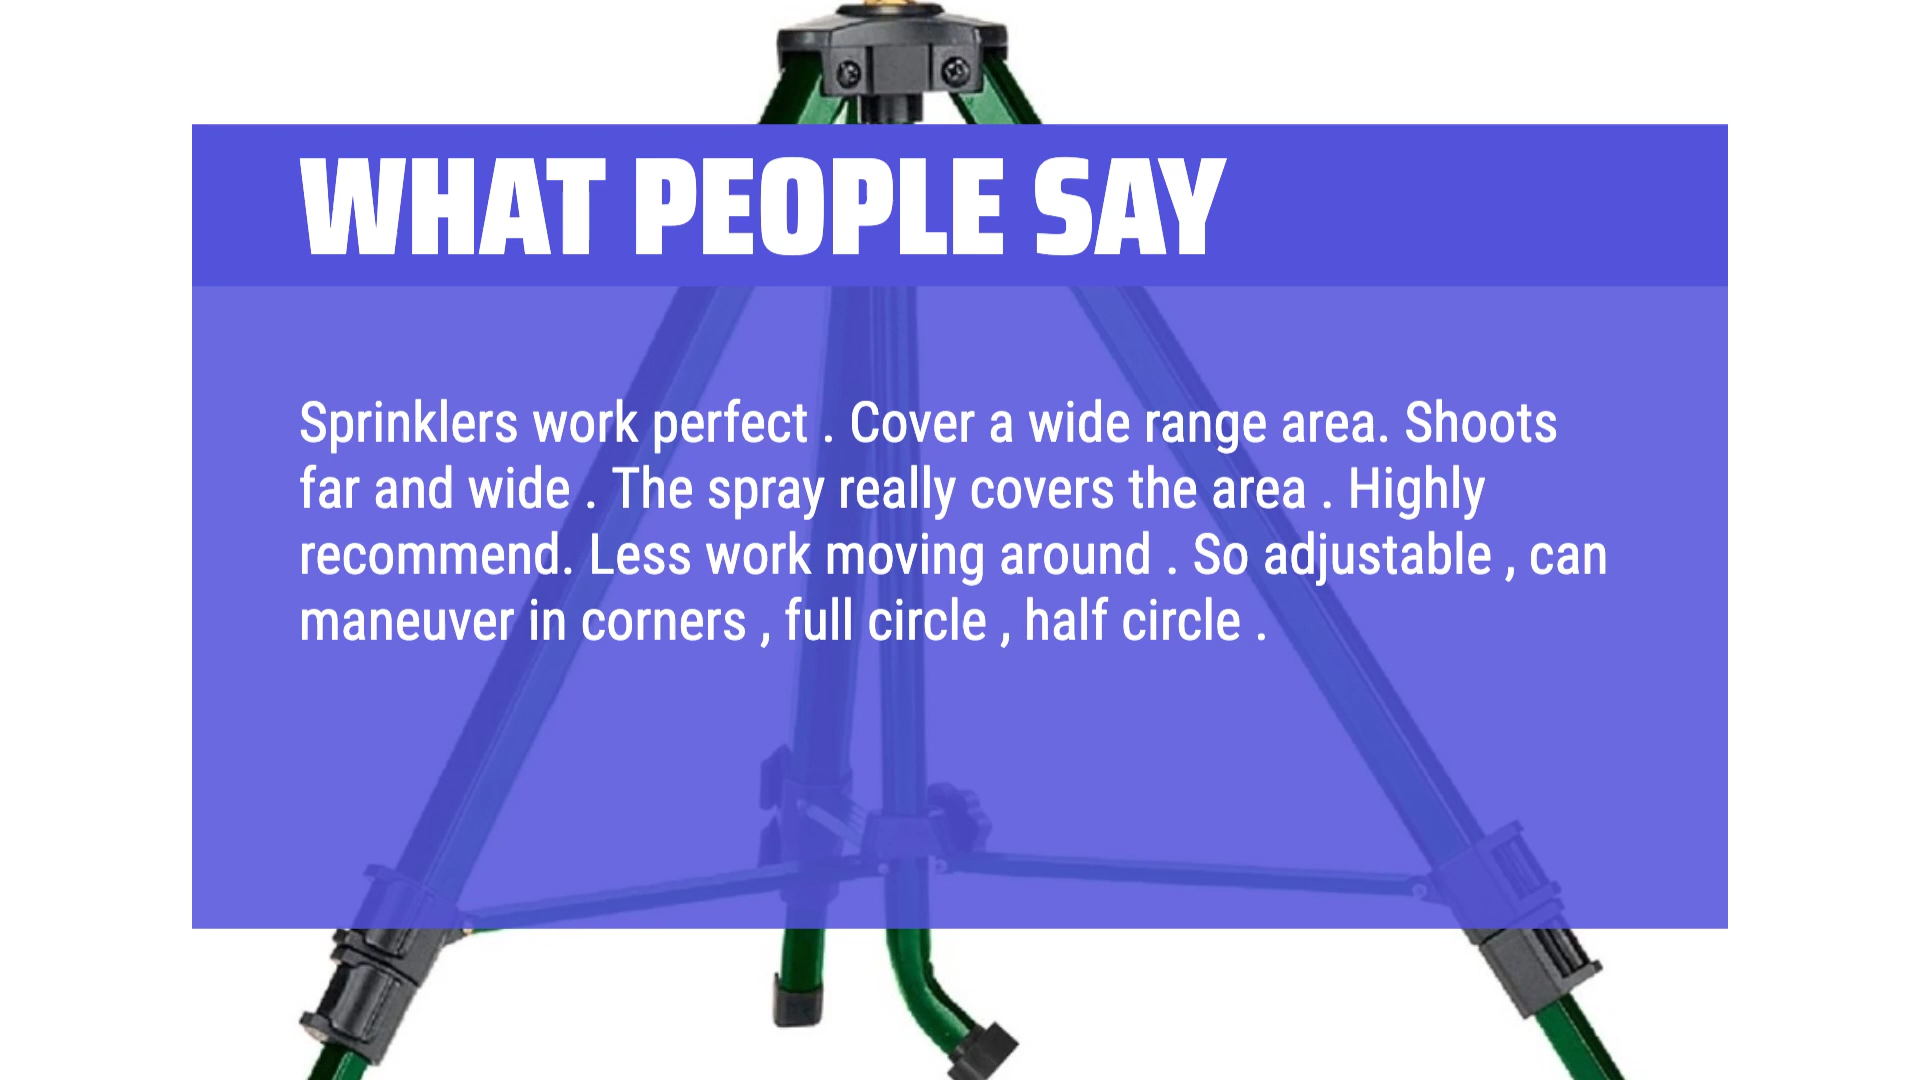 WHAT PEOPLE SAY
Sprinklers work perfect . Cover a wide range area. Shoots
far and wide . The spray really covers the area . Highly
recommend. Less work moving around . So adjustable , can
maneuver in corners , full circle , half circle .